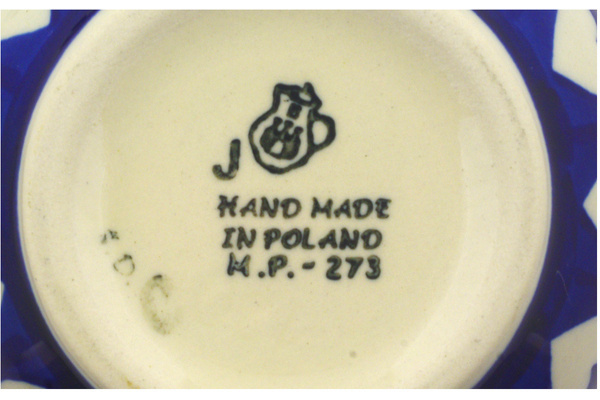 J
HAND MADE
IN POLAND
M.P.- 273